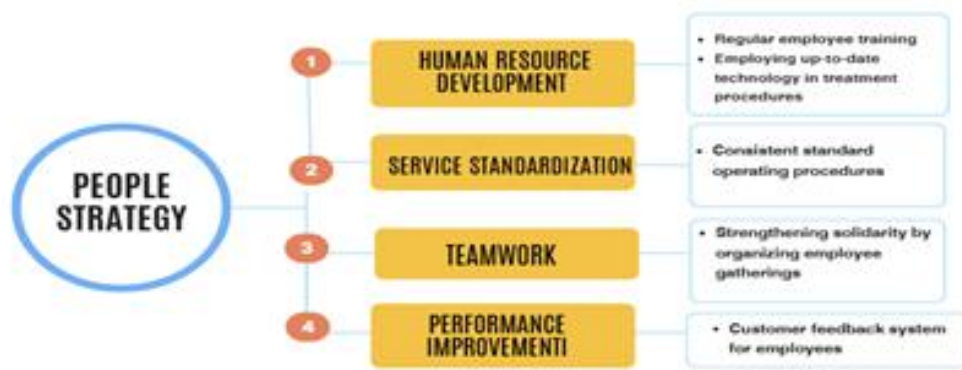 PEOPLE
STRATEGY
1
HUMAN RESOURCE
DEVELOPMENT
• Regular employee training
• Employing up-to-date
technology in treatment
procedures
2
SERVICE STANDARDIZATION
• Consistent standard
operating procedures
3
TEAMWORK
• Strengthening solidarity by
organizing employee
gatherings
4
PERFORMANCE
IMPROVEMENTI
• Customer feedback system
for employees